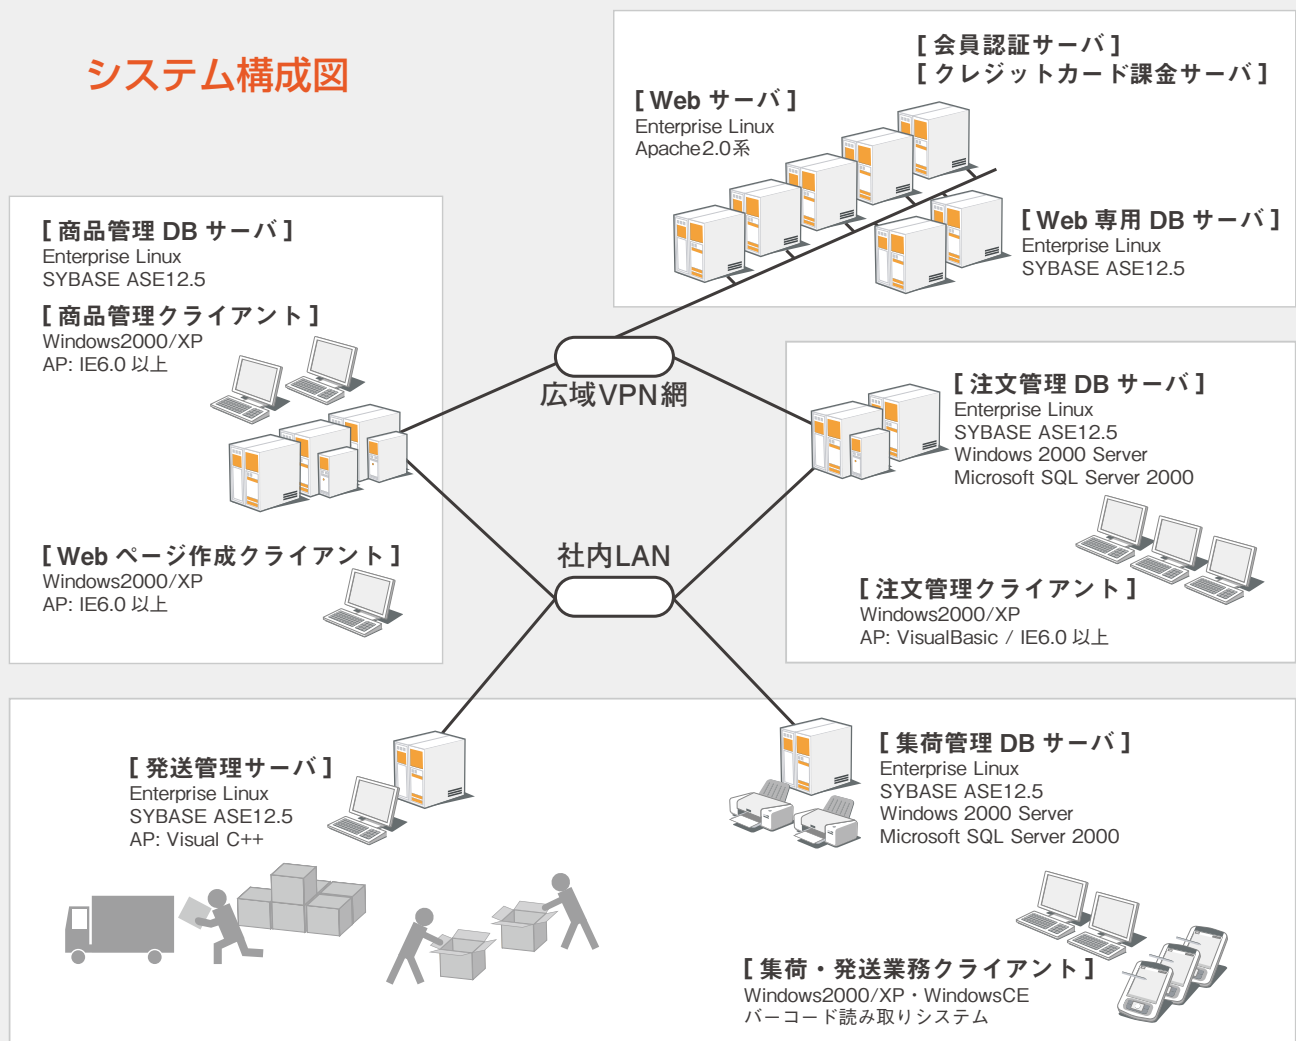 システム構成図
[ 会員認証サーバ ]
[ クレジットカード課金サーバ ]
[ Web サーバ ]
Enterprise Linux
Apache2.0系
[ Web 専用 DB サーバ ]
Enterprise Linux
SYBASE ASE12.5
[ 商品管理 DB サーバ ]
Enterprise Linux
SYBASE ASE12.5
[ 商品管理クライアント ]
Windows2000/XP
AP: IE6.0 以上
広域VPN網
[ 注文管理 DB サーバ ]
Enterprise Linux
SYBASE ASE12.5
Windows 2000 Server
Microsoft SQL Server 2000
[ Web ページ作成クライアント ]
Windows2000/XP
AP: IE6.0 以上
社内LAN
[ 注文管理クライアント ]
Windows2000/XP
AP: VisualBasic / IE6.0 以上
[ 発送管理サーバ ]
Enterprise Linux
SYBASE ASE12.5
AP: Visual C++
[ 集荷管理 DB サーバ ]
Enterprise Linux
SYBASE ASE12.5
Windows 2000 Server
Microsoft SQL Server 2000
[ 集荷・発送業務クライアント ]
Windows2000/XP・WindowsCE
バーコード読み取りシステム